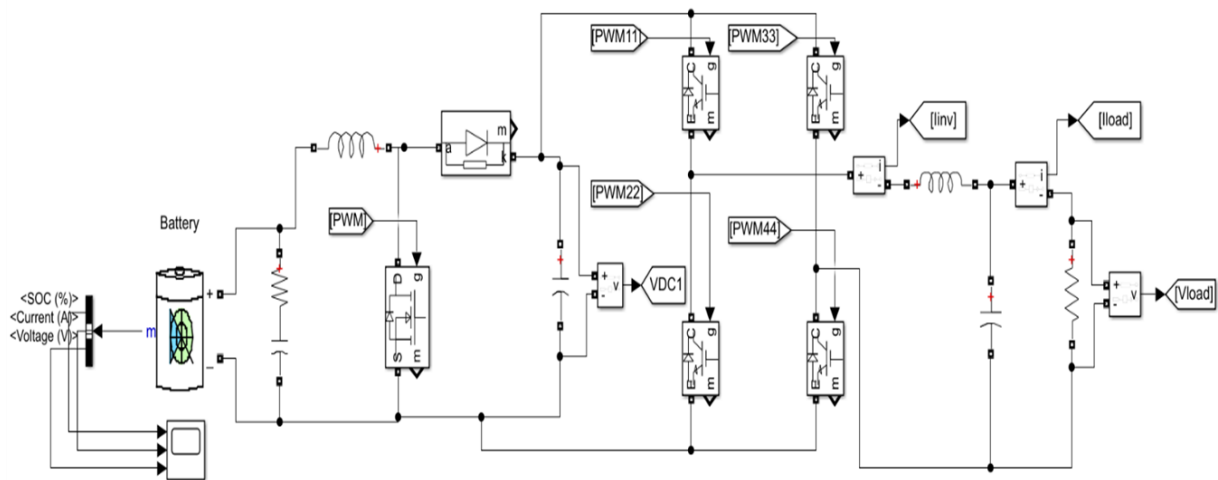 [PWM11]
[PWM33]
C
g
E
m
C
g
E
m
[Iinv]
[Iload]
m
a
k
i
+
-
i
+
-
[PWM22]
[PWM]
[PWM44]
Battery
D
g
S
m
+
-
v
VDC1
+
-
v
[Vload]
<SOC (%)>
<Current (A)>
<Voltage (V)>
m
+
_
C
g
E
m
C
g
E
m